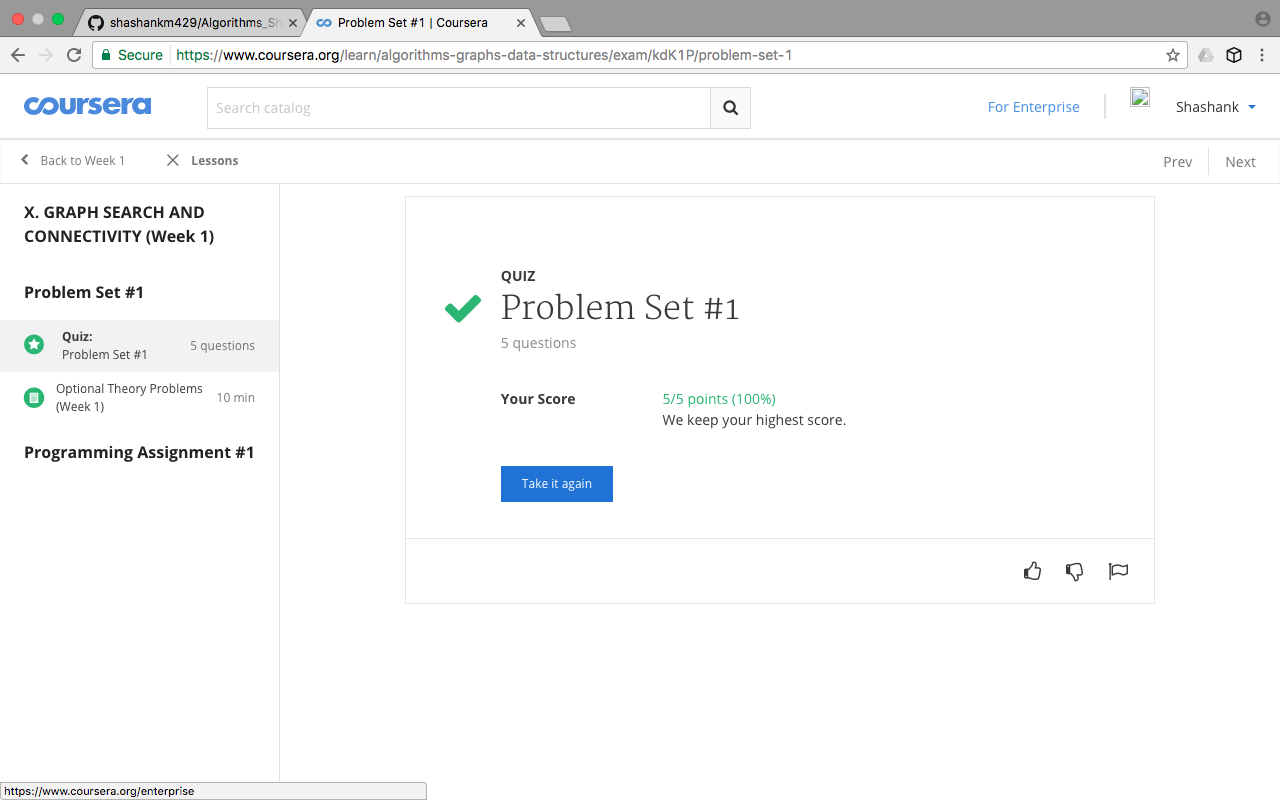 shashankm429/Algorithms_Sh
Problem Set #1 | Coursera
Secure
https://www.coursera.org/learn/algorithms-graphs-data-structures/exam/kdK1P/problem-set-1
coursera
Search catalog
For Enterprise
Shashank
Back to Week 1
Lessons
Prev
Next
X. GRAPH SEARCH AND
CONNECTIVITY (Week 1)
Problem Set #1
Quiz:
Problem Set #1
5 questions
Optional Theory Problems
(Week 1)
10 min
Programming Assignment #1
QUIZ
Problem Set #1
5 questions
Your Score
5/5 points (100%)
We keep your highest score.
Take it again
https://www.coursera.org/enterprise